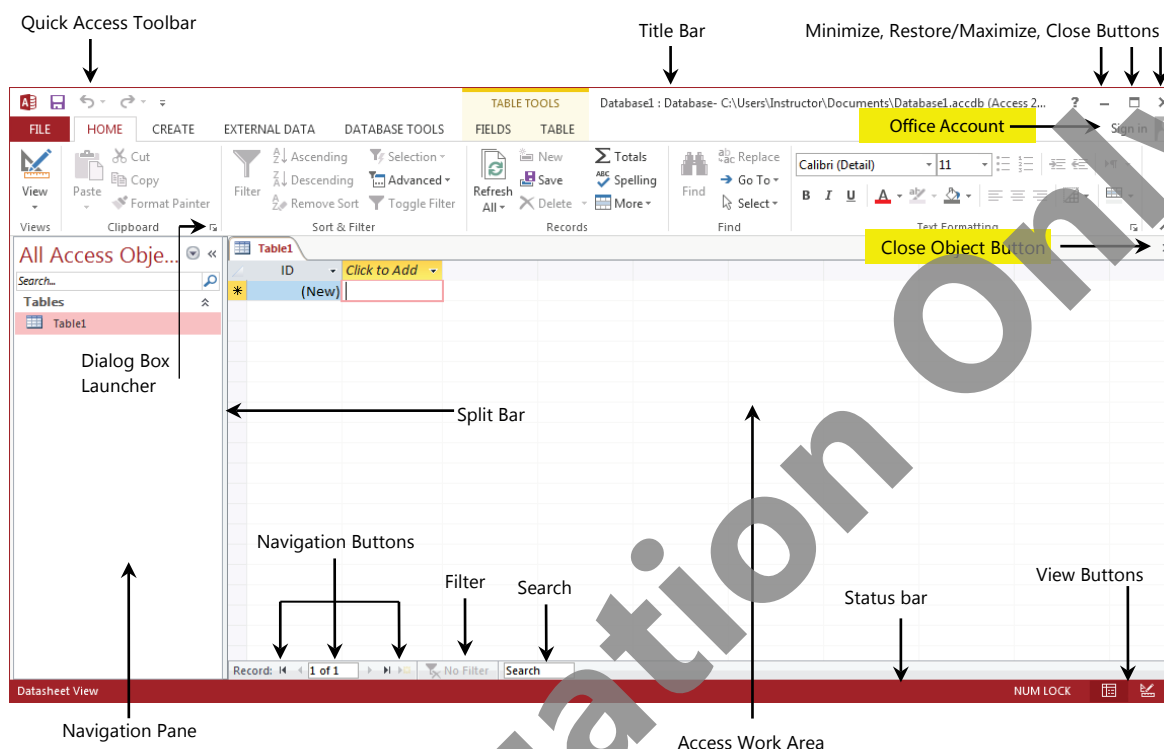 Quick Access Toolbar
Title Bar
Minimize, Restore/Maximize, Close Buttons
TABLE TOOLS
Database1 : Database- C:\Users\Instructor\Documents\Database1.accdb (Access 2...
?
FILE HOME CREATE EXTERNAL DATA DATABASE TOOLS FIELDS TABLE
Office Account
Sign in
View
Paste
Cut
Copy
Format Painter
Filter
Ascending
Descending
Remove Sort
Selection
Advanced
Toggle Filter
Refresh
All
New
Save
Delete
Totals
Spelling
More
Find
Replace
Go To
Select
Calibri (Detail) 11
B I U A
Views Clipboard Sort & Filter Records Find Text Formatting
All Access Obje...
Search...
Tables
Table1
Table1
Close Object Button
ID Click to Add
(New)
Dialog Box
Launcher
Split Bar
Navigation Buttons
Filter
Search
Status bar
View Buttons
Record: 1 of 1 No Filter Search
Datasheet View NUM LOCK
Navigation Pane
Access Work Area